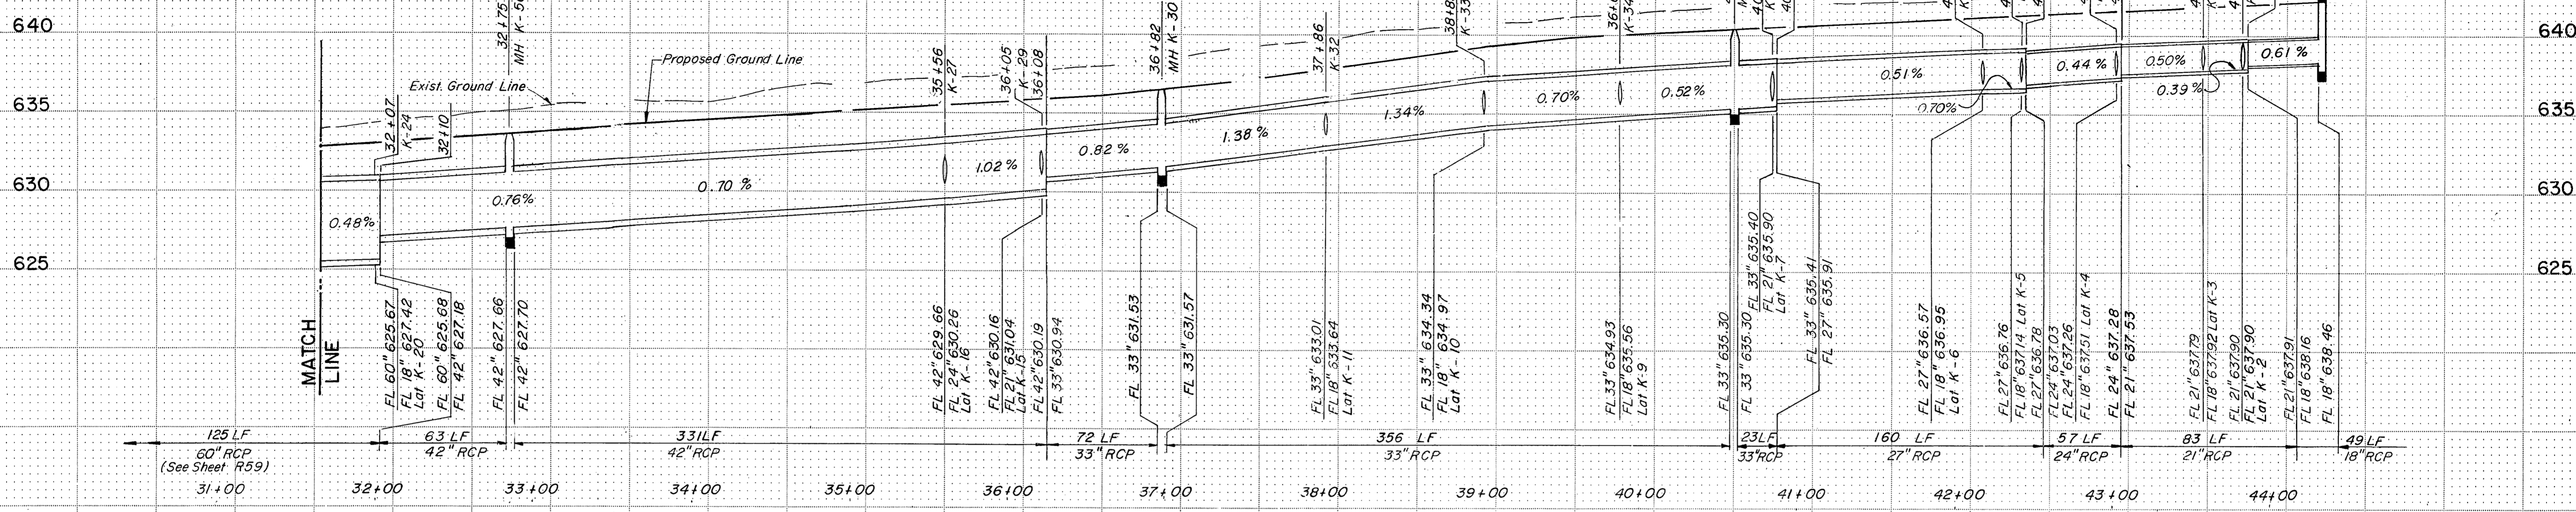 640
635
630
625
640
635
630
625
32+75
MH K-50
Proposed Ground Line
Exist. Ground Line
32+07
K-24
32+10
35+56
K-27
36+05
K-29
36+08
36+82
MH K-30
37+86
K-32
K-33
K-34
0.48%
0.76%
0.70 %
1.02 %
0.82 %
1.38 %
1.34%
0.70%
0.52%
0.51%
0.70%
0.44 %
0.50%
0.39%
0.61 %
MATCH
LINE
FL 60" 625.67
FL 18" 627.42
Lat K-20
FL 60" 625.68
FL 42" 627.18
FL 42" 627.66
FL 42" 627.70
FL 42" 629.66
FL 24" 630.26
Lat K-16
FL 42" 630.16
FL 21" 631.04
Lat K-15
FL 42" 630.19
FL 33" 630.94
FL 33" 631.53
FL 33" 631.57
FL 33" 633.01
FL 18" 633.64
Lat K-11
FL 33" 634.34
FL 18" 634.97
Lat K-10
FL 33" 634.93
FL 18" 635.56
Lat K-9
FL 33" 635.30
FL 33" 635.30
FL 33" 635.40
FL 21" 635.90
Lat K-7
FL 33" 635.41
FL 27" 635.91
FL 27" 636.57
FL 18" 636.95
Lat K-6
FL 27" 636.76
FL 18" 637.14 Lat K-5
FL 27" 636.78
FL 24" 637.03
FL 24" 637.26
FL 18" 637.51 Lat K-4
FL 24" 637.28
FL 21" 637.53
FL 21" 637.79
FL 18" 637.92 Lat K-3
FL 21" 637.90
FL 21" 637.90
Lat K-2
FL 21" 637.91
FL 18" 638.16
FL 18" 638.46
125 LF
60" RCP
(See Sheet R59)
63 LF
42" RCP
331LF
42" RCP
72 LF
33" RCP
356 LF
33" RCP
23LF
33"RCP
160 LF
27" RCP
57 LF
24" RCP
83 LF
21" RCP
49 LF
18" RCP
31+00
32+00
33+00
34+00
35+00
36+00
37+00
38+00
39+00
40+00
41+00
42+00
43+00
44+00